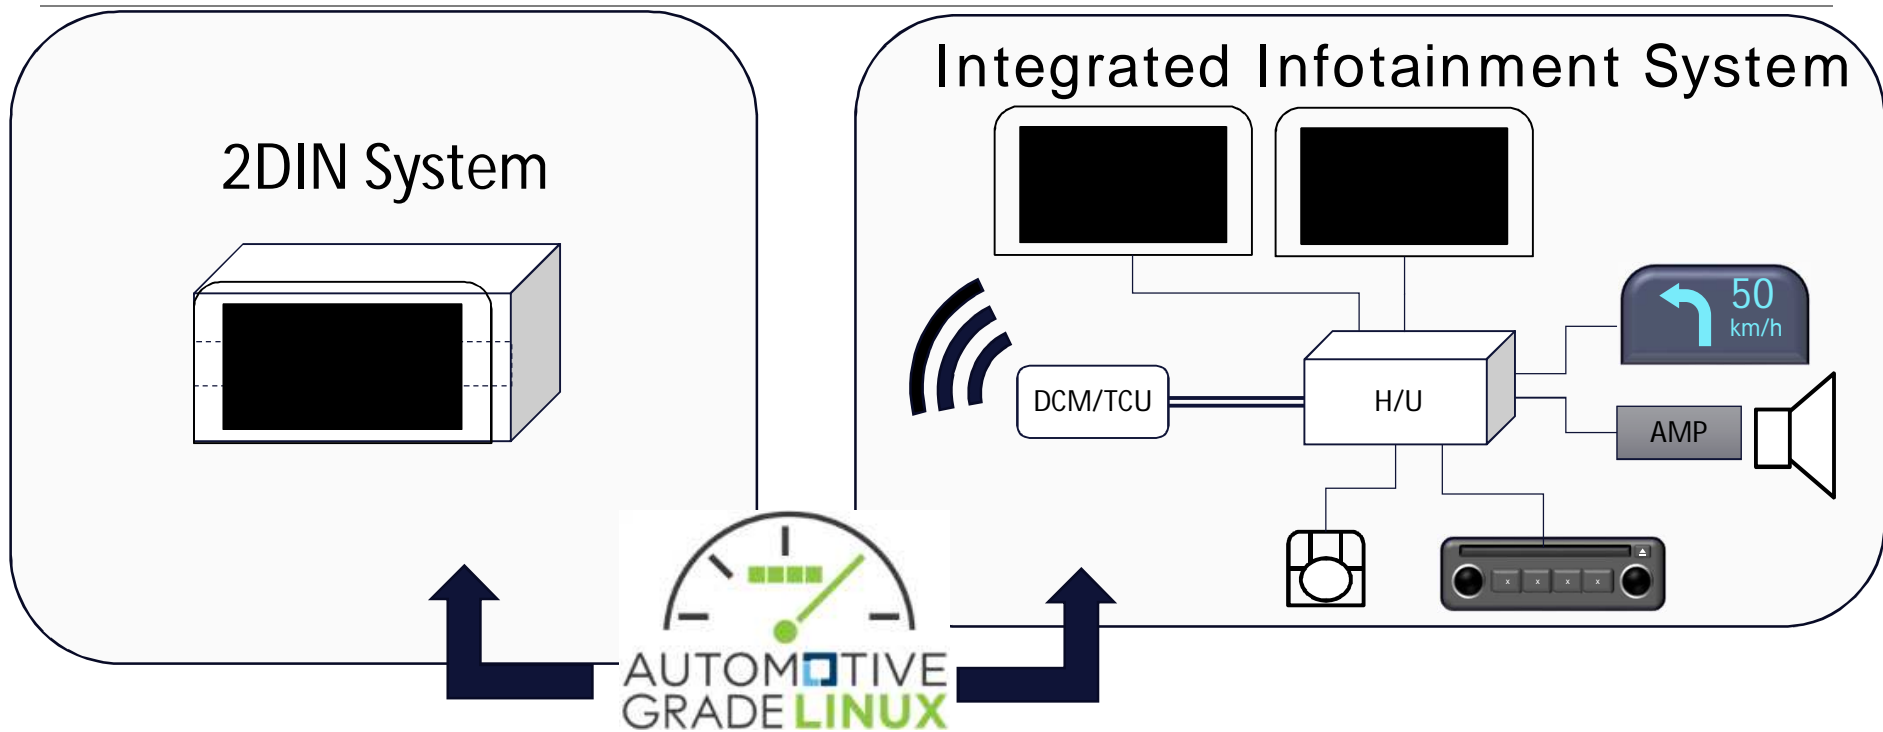 2DIN System
Integrated Infotainment System
50
km/h
DCM/TCU
H/U
AMP
x x x x
AUTOMOTIVE
GRADE LINUX